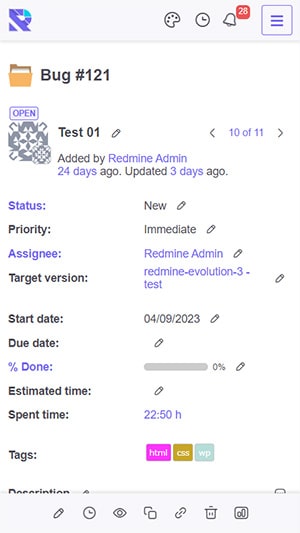 28
Bug #121
OPEN
Test 01
10 of 11
Added by Redmine Admin
24 days ago. Updated 3 days ago.
Status: New
Priority: Immediate
Assignee: Redmine Admin
Target version: redmine-evolution-3 -
test
Start date: 04/09/2023
Due date:
% Done: 0%
Estimated time:
Spent time: 22:50 h
Tags: html css wp
Description